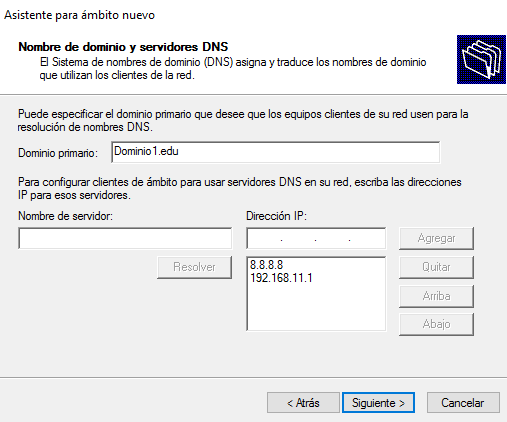 Asistente para ámbito nuevo
Nombre de dominio y servidores DNS
El Sistema de nombres de dominio (DNS) asigna y traduce los nombres de dominio
que utilizan los clientes de la red.
Puede especificar el dominio primario que desee que los equipos clientes de su red usen para la
resolución de nombres DNS.
Dominio primario: Dominio1.edu
Para configurar clientes de ámbito para usar servidores DNS en su red, escriba las direcciones
IP para esos servidores.
Nombre de servidor: Dirección IP:
. . . Agregar
Resolver 8.8.8.8 Quitar
192.168.11.1
Arriba
Abajo
< Atrás Siguiente > Cancelar